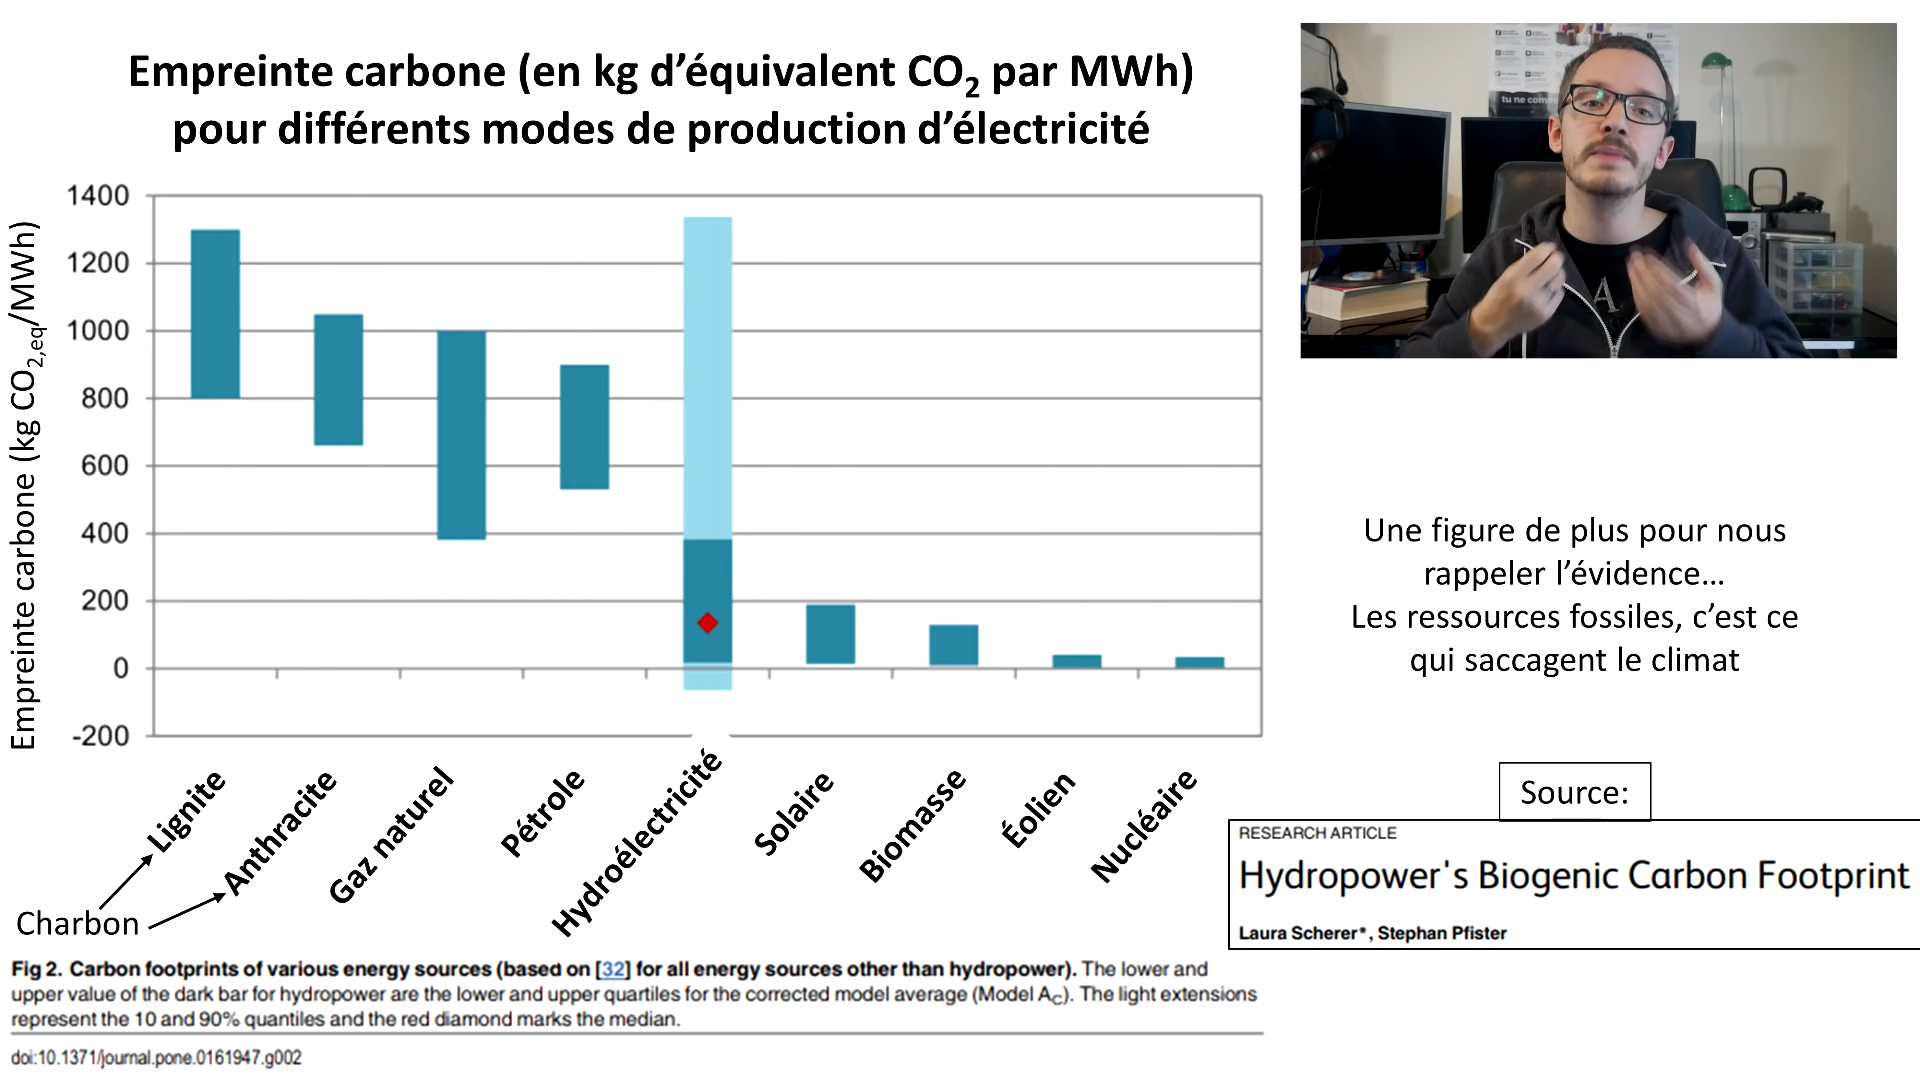 Empreinte carbone (en kg d’équivalent CO2 par MWh)
pour différents modes de production d’électricité
Empreinte carbone (kg CO2,eq/MWh)
1400
1200
1000
800
600
400
200
0
-200
Lignite
Anthracite
Gaz naturel
Pétrole
Hydroélectricité
Solaire
Biomasse
Éolien
Nucléaire
Charbon
Fig 2. Carbon footprints of various energy sources (based on [32] for all energy sources other than hydropower). The lower and
upper value of the dark bar for hydropower are the lower and upper quartiles for the corrected model average (Model AC). The light extensions
represent the 10 and 90% quantiles and the red diamond marks the median.
doi:10.1371/journal.pone.0161947.g002
tu ne
A
Une figure de plus pour nous
rappeler l’évidence…
Les ressources fossiles, c’est ce
qui saccagent le climat
Source:
RESEARCH ARTICLE
Hydropower's Biogenic Carbon Footprint
Laura Scherer*, Stephan Pfister